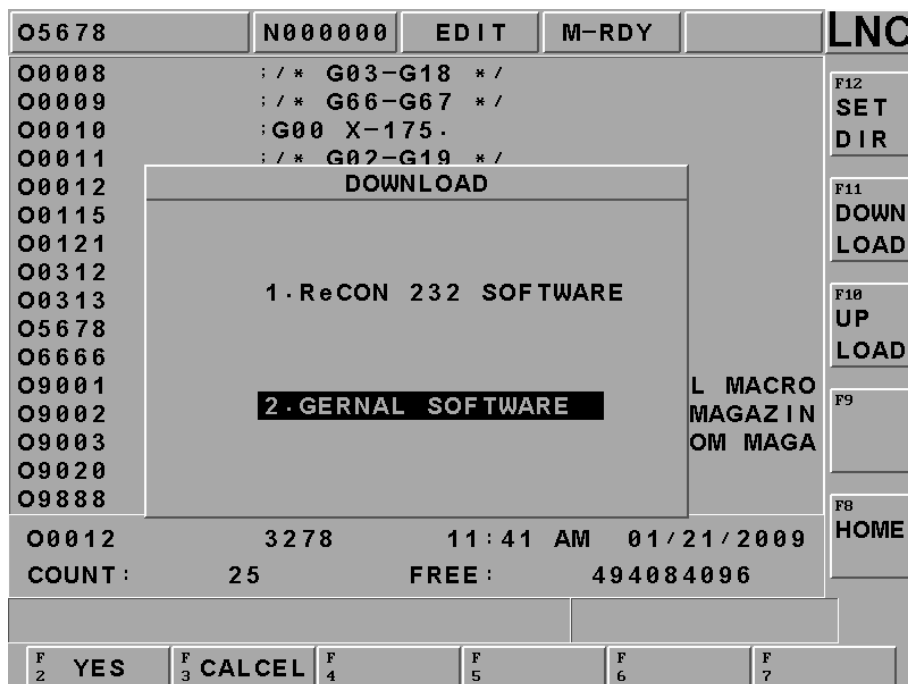 O5678 N000000 EDIT M-RDY LNC
O0008 ;/* G03-G18 */
O0009 ;/* G66-G67 */
O0010 ;G00 X-175.
O0011 ;/* G02-G19 */
O0012
O0115
O0121
O0312
O0313
O5678
O6666
O9001 L MACRO
O9002 MAGAZIN
O9003 OM MAGA
O9020
O9888
DOWNLOAD
1.ReCON 232 SOFTWARE
2.GERNAL SOFTWARE
O0012 3278 11:41 AM 01/21/2009
COUNT: 25 FREE: 494084096
F12
SET
DIR
F11
DOWN
LOAD
F10
UP
LOAD
F9
F8
HOME
F2 YES F3 CALCEL F4 F5 F6 F7